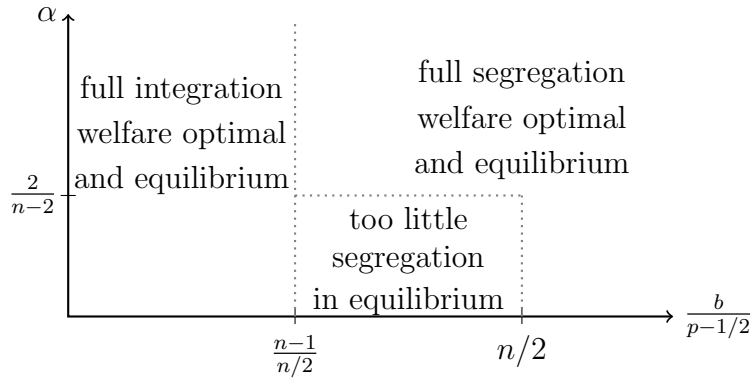 α
full integration
welfare optimal
and equilibrium
full segregation
welfare optimal
and equilibrium
2/(n−2)
too little
segregation
in equilibrium
b/(p−1/2)
(n−1)/(n/2)
n/2